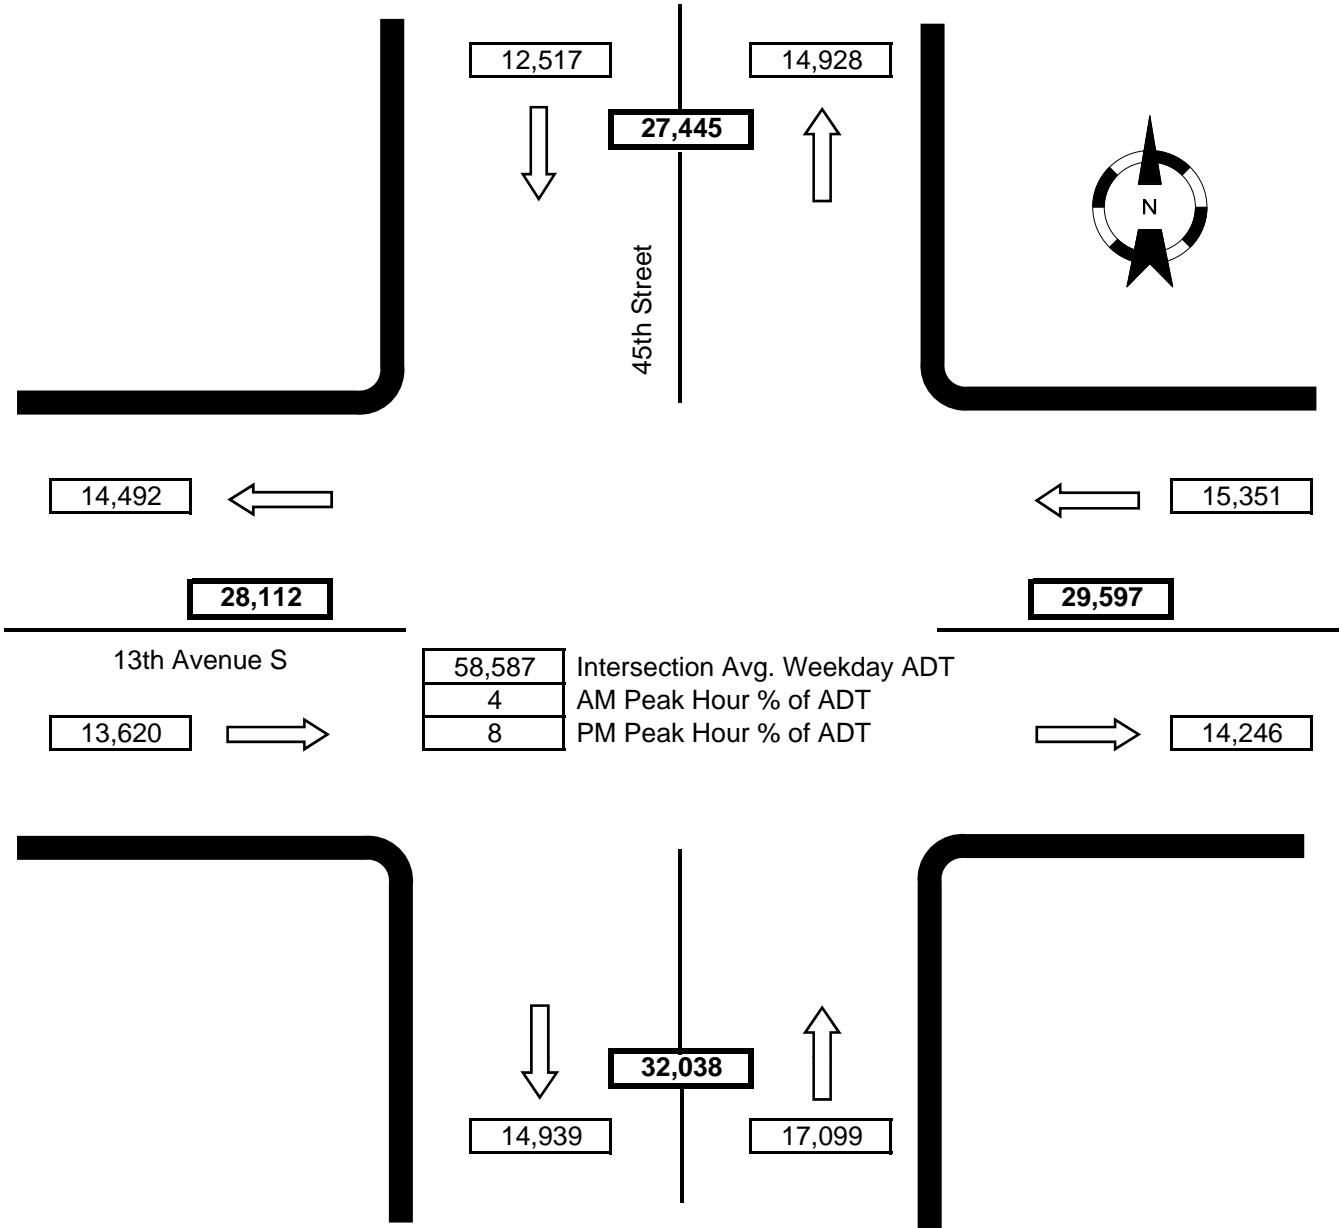 12,517
14,928
27,445
N
45th Street
14,492
15,351
28,112
29,597
13th Avenue S
58,587 Intersection Avg. Weekday ADT
4 AM Peak Hour % of ADT
13,620
8 PM Peak Hour % of ADT
14,246
32,038
14,939
17,099